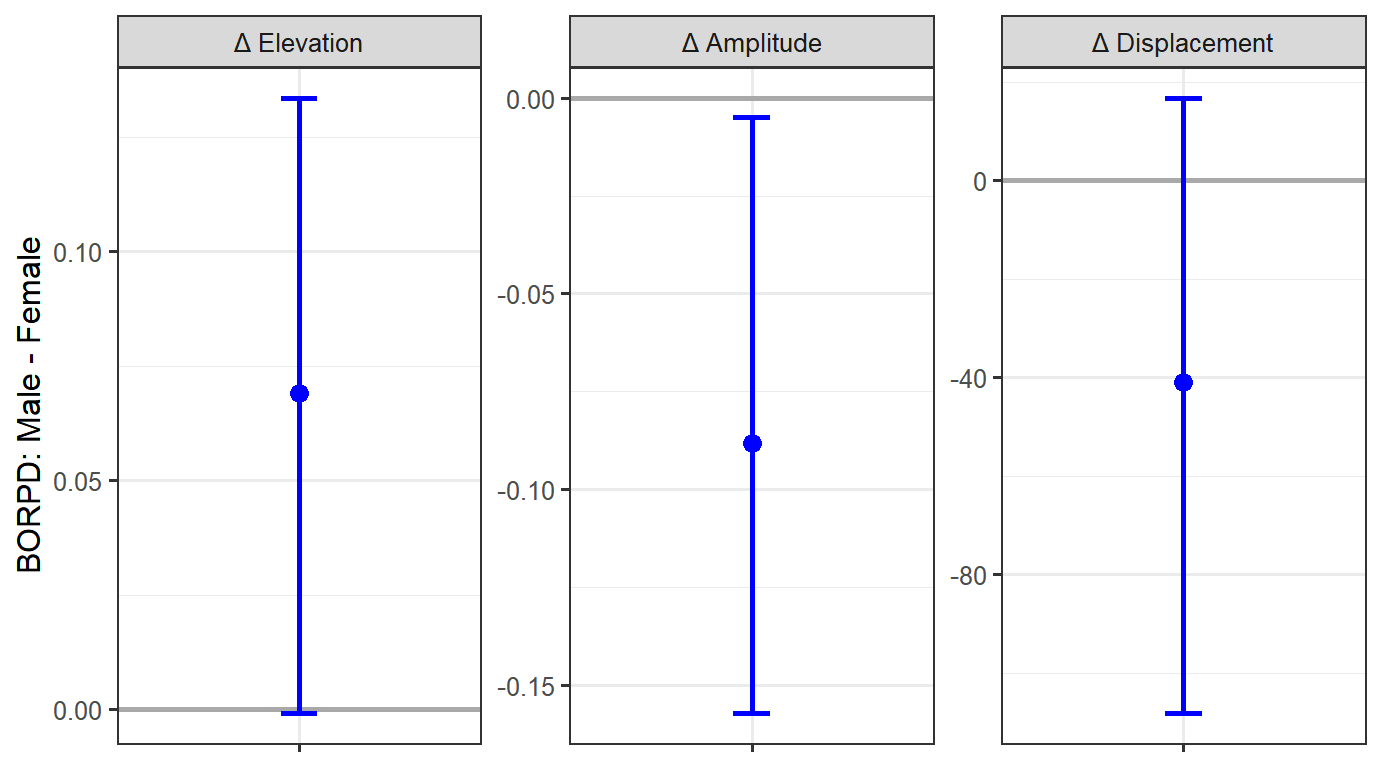 Δ Elevation
Δ Amplitude
Δ Displacement
BORPD: Male - Female
0.10
0.05
0.00
0.00
-0.05
-0.10
-0.15
0
-40
-80